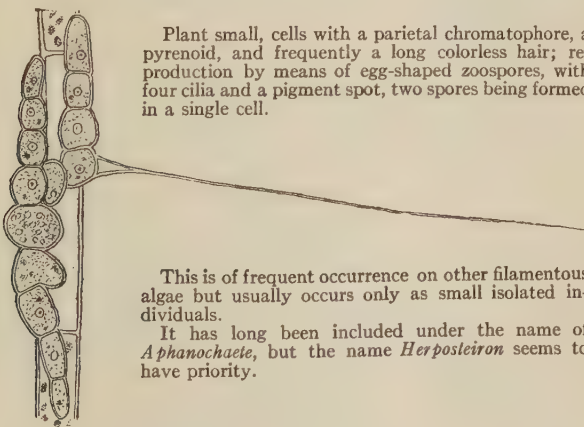 Plant small, cells with a parietal chromatophore, a
pyrenoid, and frequently a long colorless hair; re-
production by means of egg-shaped zoospores, with
four cilia and a pigment spot, two spores being formed
in a single cell.
This is of frequent occurrence on other filamentous
algae but usually occurs only as small isolated in-
dividuals.
It has long been included under the name of
Aphanochaete, but the name Herposteiron seems to
have priority.